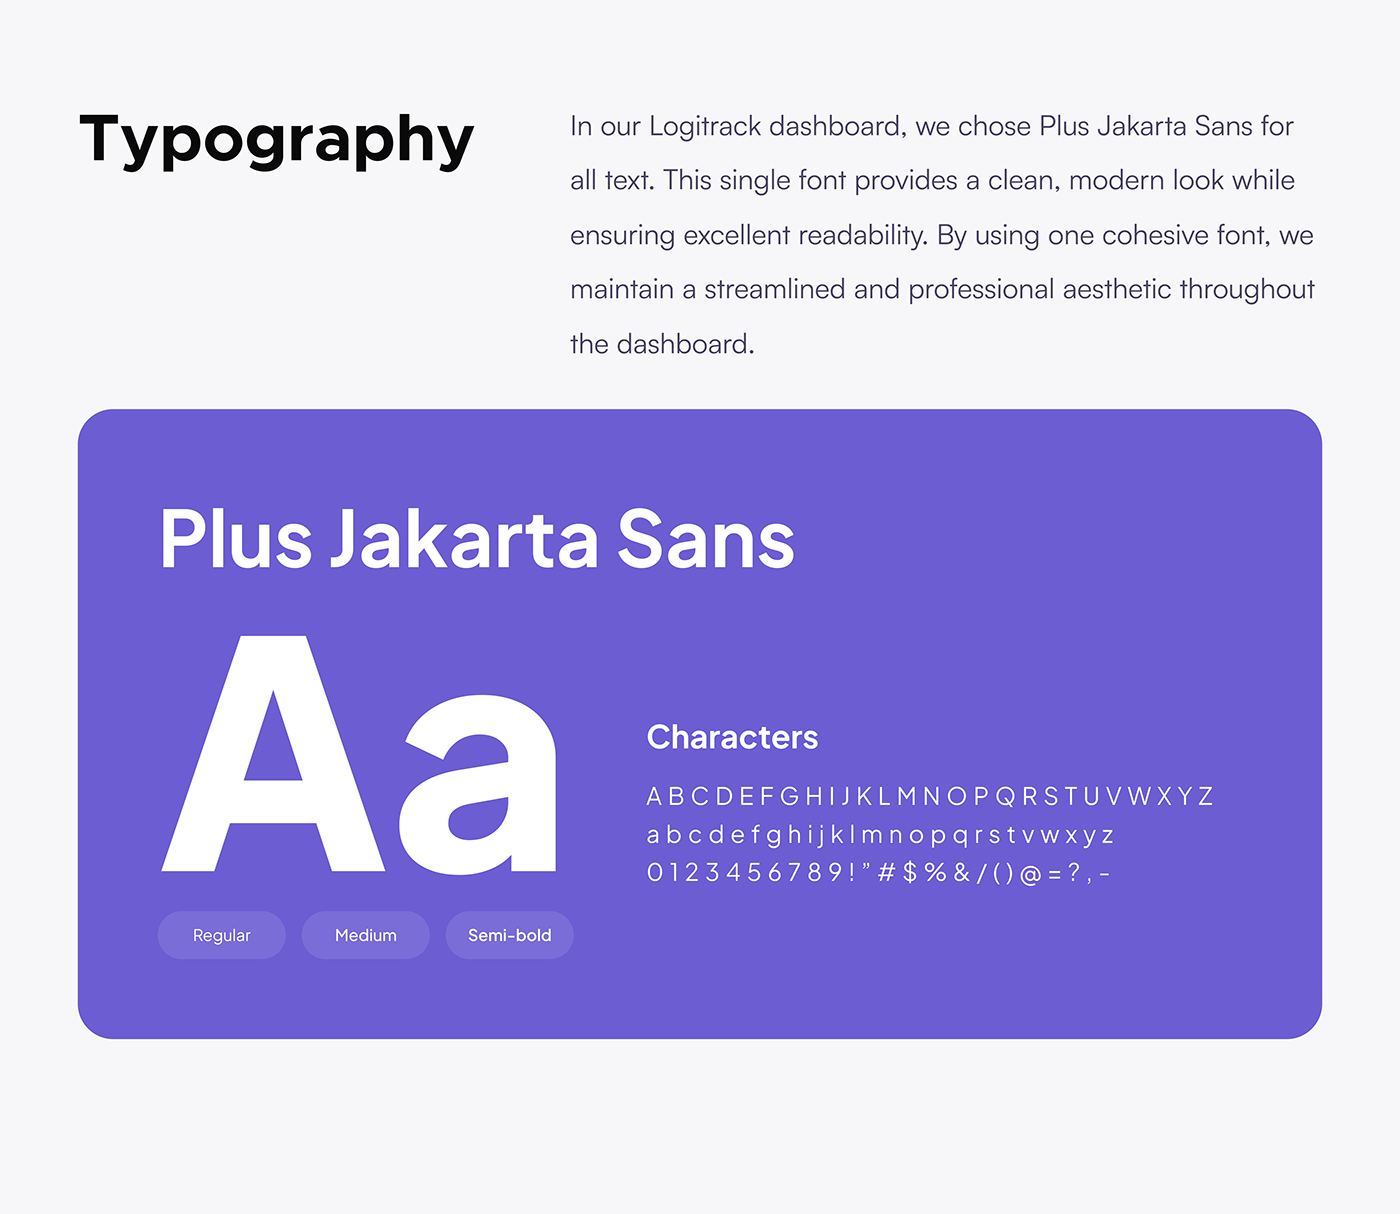 Typography
In our Logitrack dashboard, we chose Plus Jakarta Sans for
all text. This single font provides a clean, modern look while
ensuring excellent readability. By using one cohesive font, we
maintain a streamlined and professional aesthetic throughout
the dashboard.
Plus Jakarta Sans
Aa
Characters
A B C D E F G H I J K L M N O P Q R S T U V W X Y Z
a b c d e f g h i j k l m n o p q r s t v w x y z
0 1 2 3 4 5 6 7 8 9 ! ” # $ % & / ( ) @ = ? , -
Regular
Medium
Semi-bold